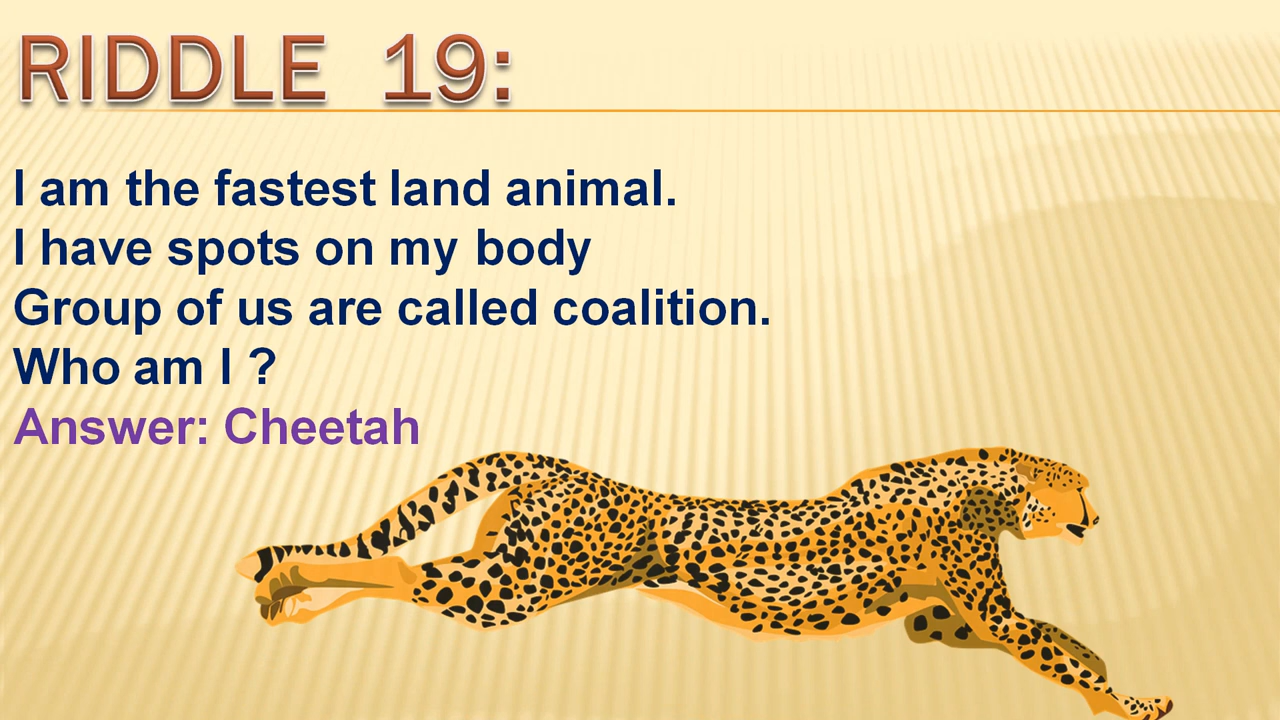 RIDDLE 19:
I am the fastest land animal.
I have spots on my body
Group of us are called coalition.
Who am I ?
Answer: Cheetah